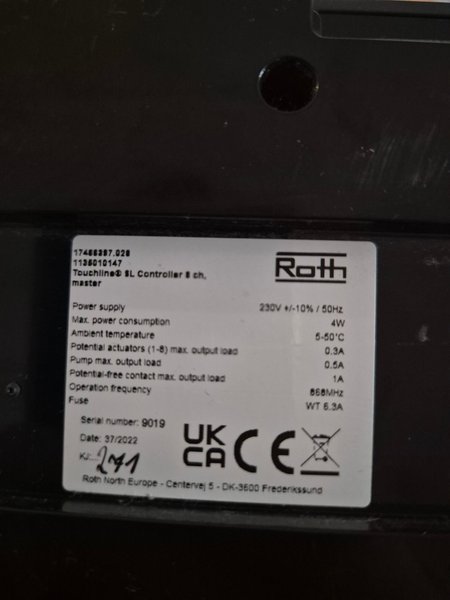 17466397.028
1135010147
Touchline® SL Controller 8 ch.
master
Roth
Power supply 230V +/-10% / 50Hz
Max. power consumption 4W
Ambient temperature 5-50°C
Potential actuators (1-8) max. output load 0.3A
Pump max. output load 0.5A
Potential-free contact max. output load 1A
Operation frequency 868MHz
Fuse WT 6.3A
Serial number: 9019
Date: 37/2022
KJ: 271
UK
CA CE
Roth North Europe - Centervej 5 - DK-3600 Frederikssund